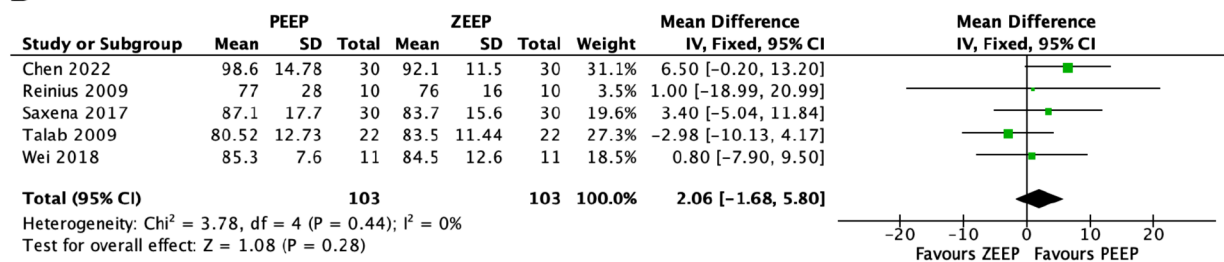 PEEP ZEEP Mean Difference Mean Difference
Study or Subgroup Mean SD Total Mean SD Total Weight IV, Fixed, 95% CI IV, Fixed, 95% CI
Chen 2022 98.6 14.78 30 92.1 11.5 30 31.1% 6.50 [-0.20, 13.20]
Reinius 2009 77 28 10 76 16 10 3.5% 1.00 [-18.99, 20.99]
Saxena 2017 87.1 17.7 30 83.7 15.6 30 19.6% 3.40 [-5.04, 11.84]
Talab 2009 80.52 12.73 22 83.5 11.44 22 27.3% -2.98 [-10.13, 4.17]
Wei 2018 85.3 7.6 11 84.5 12.6 11 18.5% 0.80 [-7.90, 9.50]
Total (95% CI) 103 103 100.0% 2.06 [-1.68, 5.80]
Heterogeneity: Chi² = 3.78, df = 4 (P = 0.44); I² = 0%
Test for overall effect: Z = 1.08 (P = 0.28)
-20 -10 0 10 20
Favours ZEEP Favours PEEP